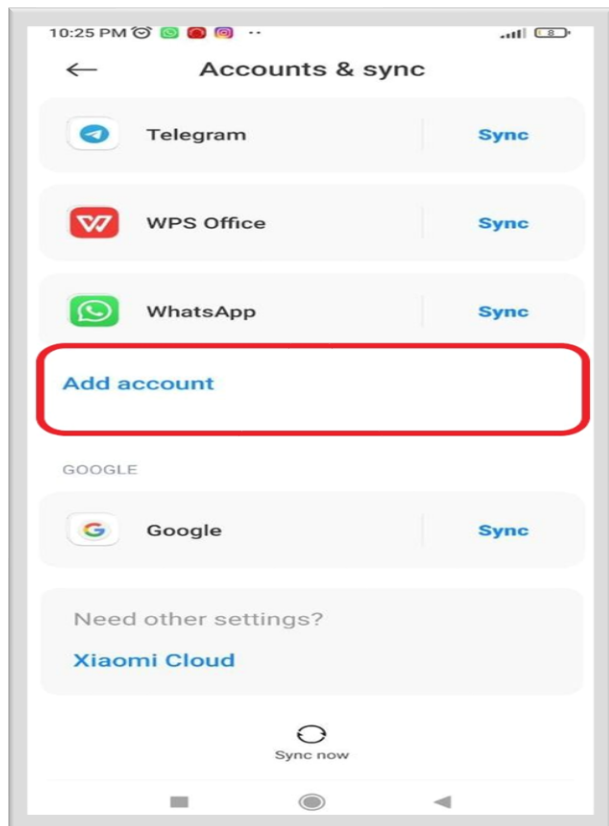 10:25 PM
8
Accounts & sync
Telegram Sync
WPS Office Sync
WhatsApp Sync
Add account
GOOGLE
Google Sync
Need other settings?
Xiaomi Cloud
Sync now